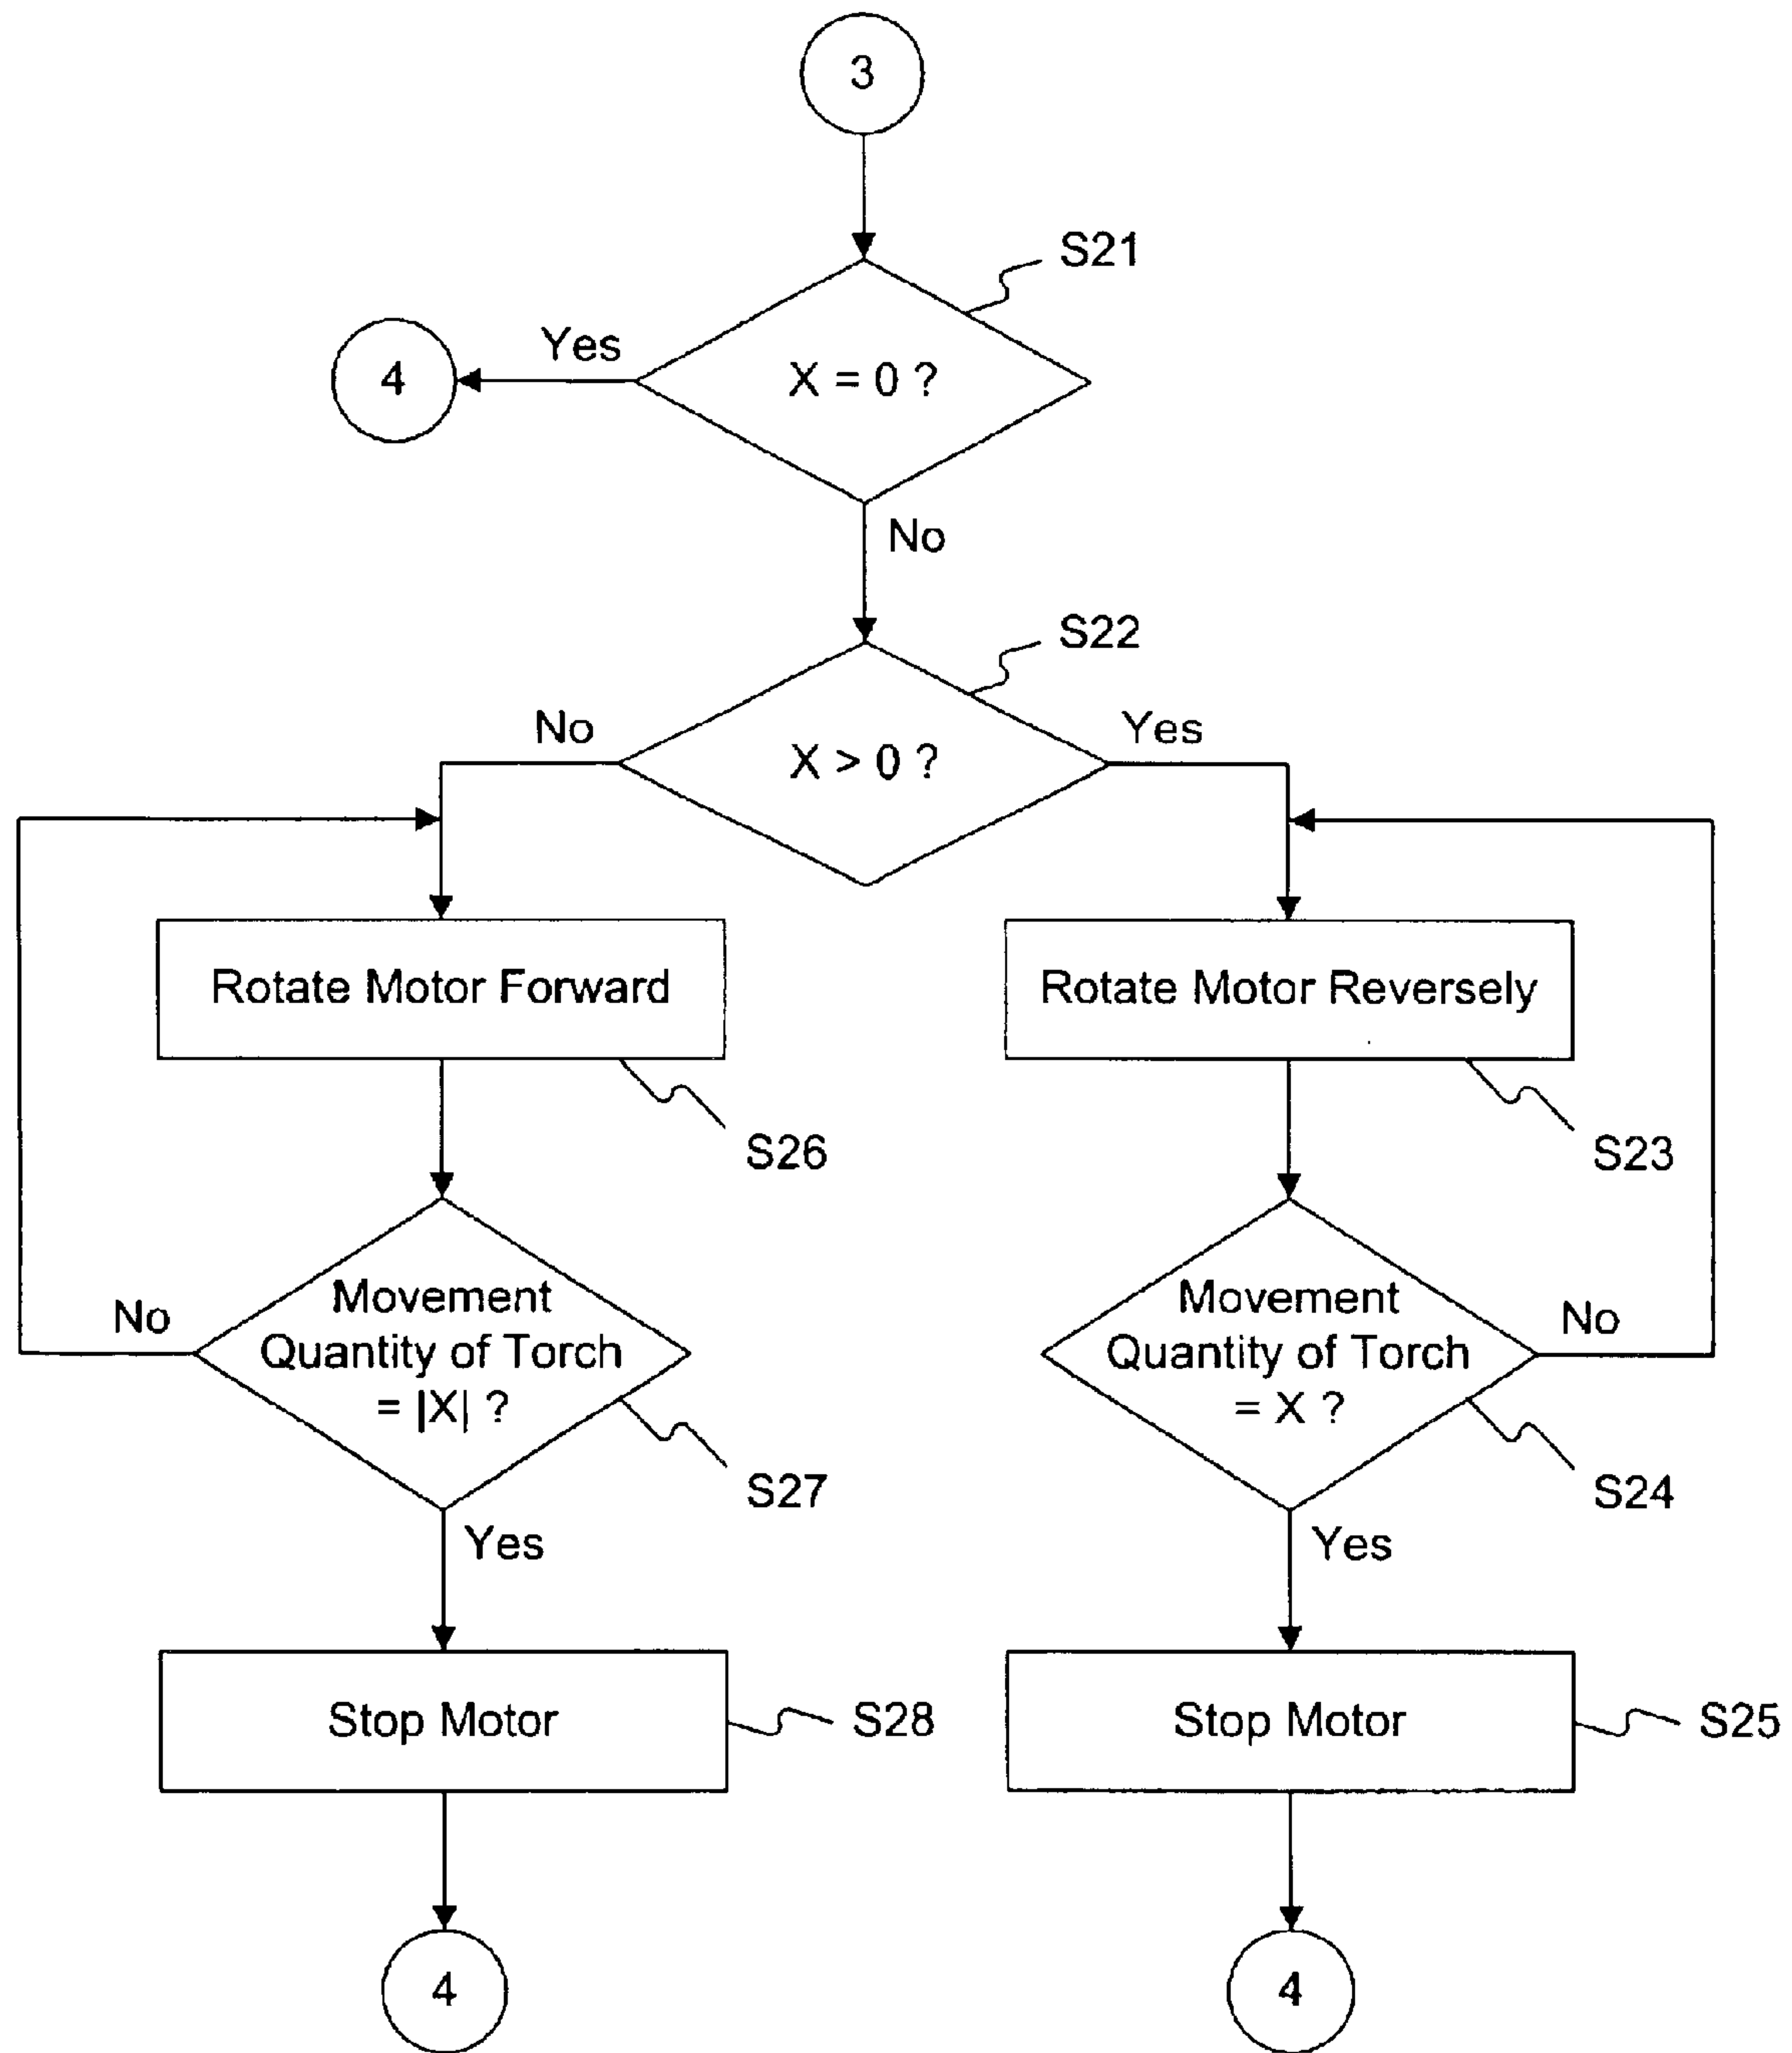 3
S21
Yes
4
X = 0 ?
No
S22
No
Yes
X > 0 ?
Rotate Motor Forward
Rotate Motor Reversely
S26
S23
Movement
Quantity of Torch
= |X| ?
No
Movement
Quantity of Torch
= X ?
No
S27
S24
Yes
Yes
Stop Motor
S28
Stop Motor
S25
4
4